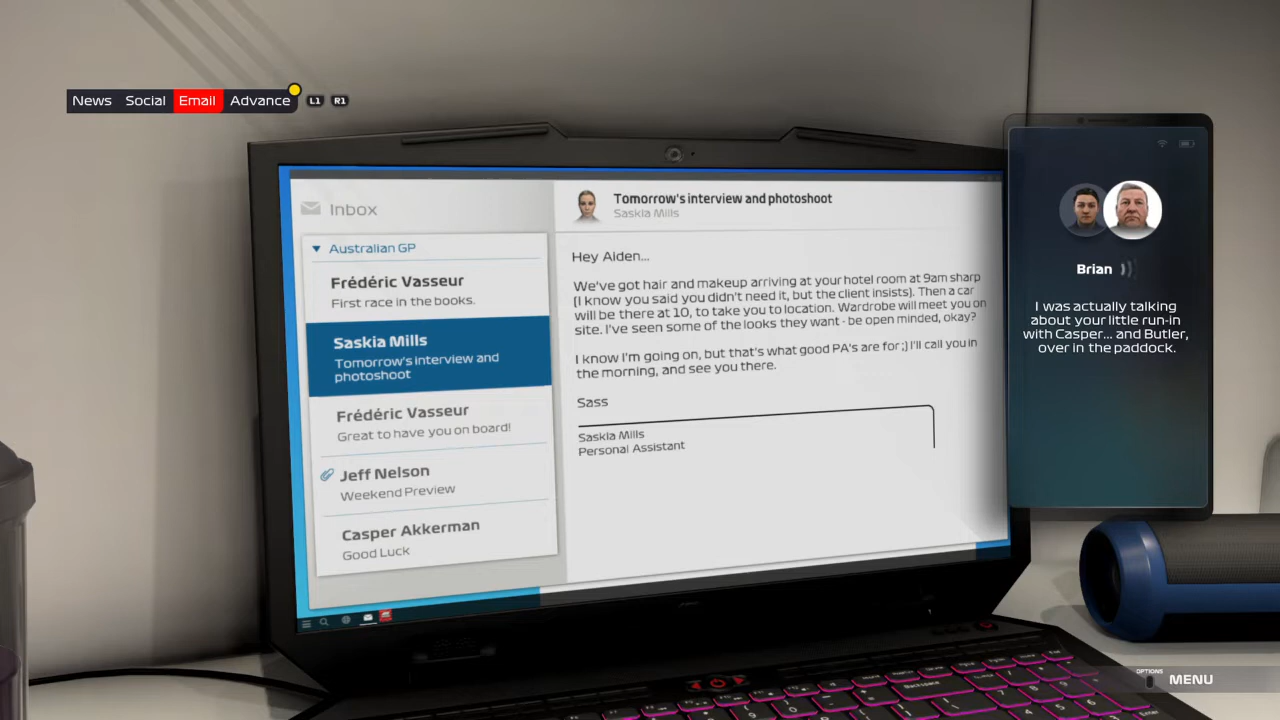 News Social Email Advance L1 R1
Inbox
Australian GP
Frédéric Vasseur
First race in the books.
Saskia Mills
Tomorrow's interview and
photoshoot
Frédéric Vasseur
Great to have you on board!
Jeff Nelson
Weekend Preview
Casper Akkerman
Good Luck
Tomorrow's interview and photoshoot
Saskia Mills
Hey Aiden...
We've got hair and makeup arriving at your hotel room at 9am sharp
(I know you said you didn't need it, but the client insists). Then a car
will be there at 10, to take you to location. Wardrobe will meet you on
site. I've seen some of the looks they want - be open minded, okay?
I know I'm going on, but that's what good PA's are for ;) I'll call you in
the morning, and see you there.
Sass
Saskia Mills
Personal Assistant
Brian
I was actually talking
about your little run-in
with Casper... and Butler,
over in the paddock.
OPTIONS
MENU